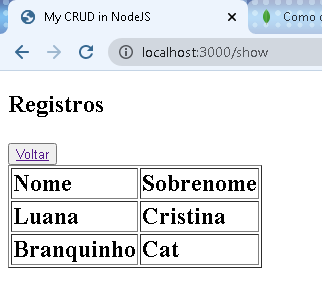 My CRUD in NodeJS
Como
localhost:3000/show
Registros
Voltar
Nome Sobrenome
Luana Cristina
Branquinho Cat